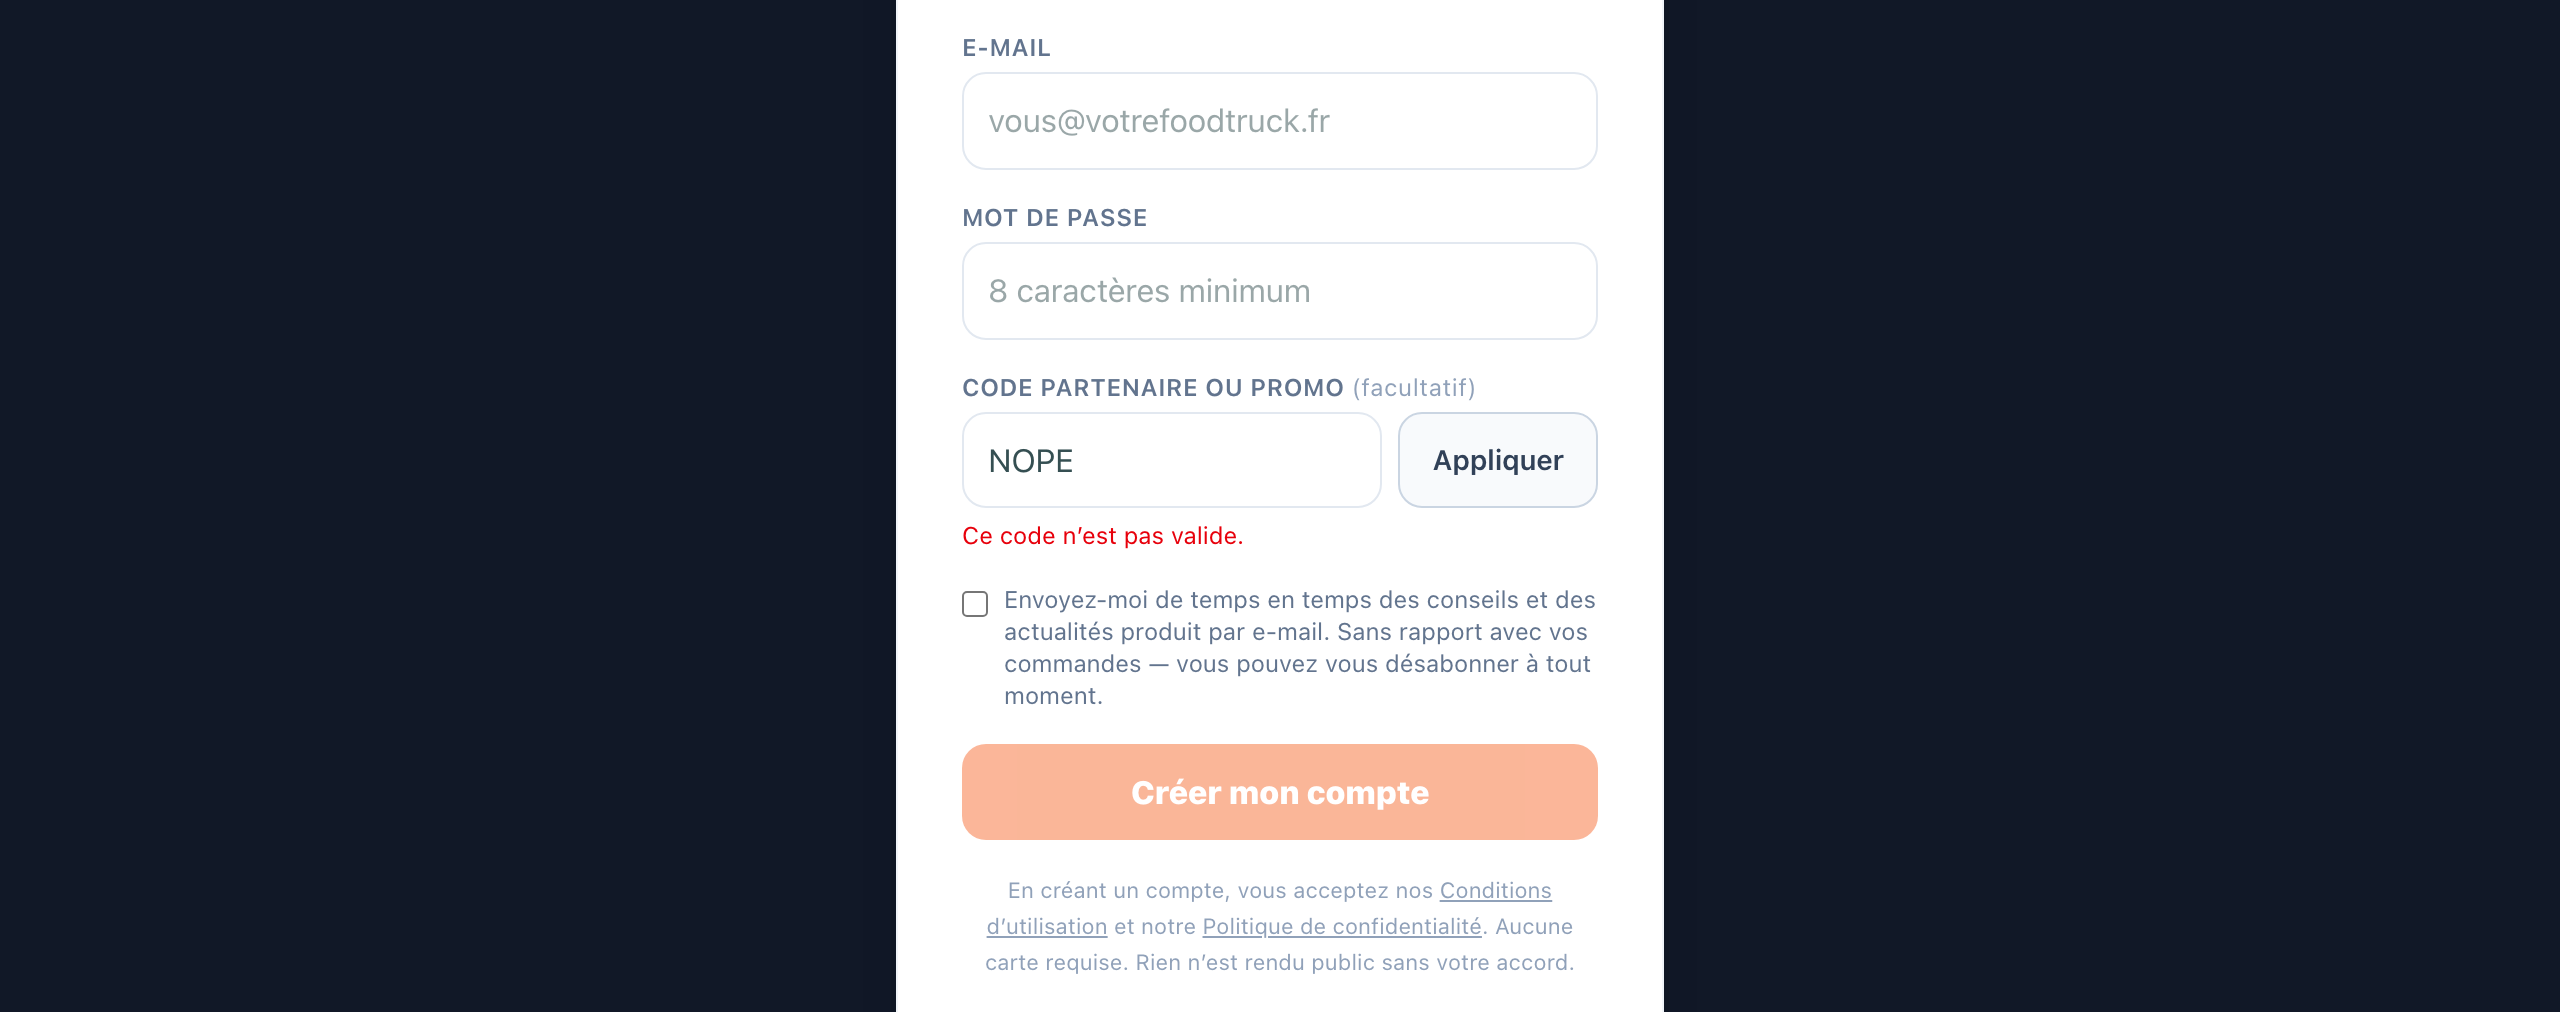 E-MAIL
vous@votrefoodtruck.fr
MOT DE PASSE
8 caractères minimum
CODE PARTENAIRE OU PROMO (facultatif)
NOPE
Appliquer
Ce code n’est pas valide.
Envoyez-moi de temps en temps des conseils et des
actualités produit par e-mail. Sans rapport avec vos
commandes — vous pouvez vous désabonner à tout
moment.
Créer mon compte
En créant un compte, vous acceptez nos Conditions
d’utilisation et notre Politique de confidentialité. Aucune
carte requise. Rien n’est rendu public sans votre accord.